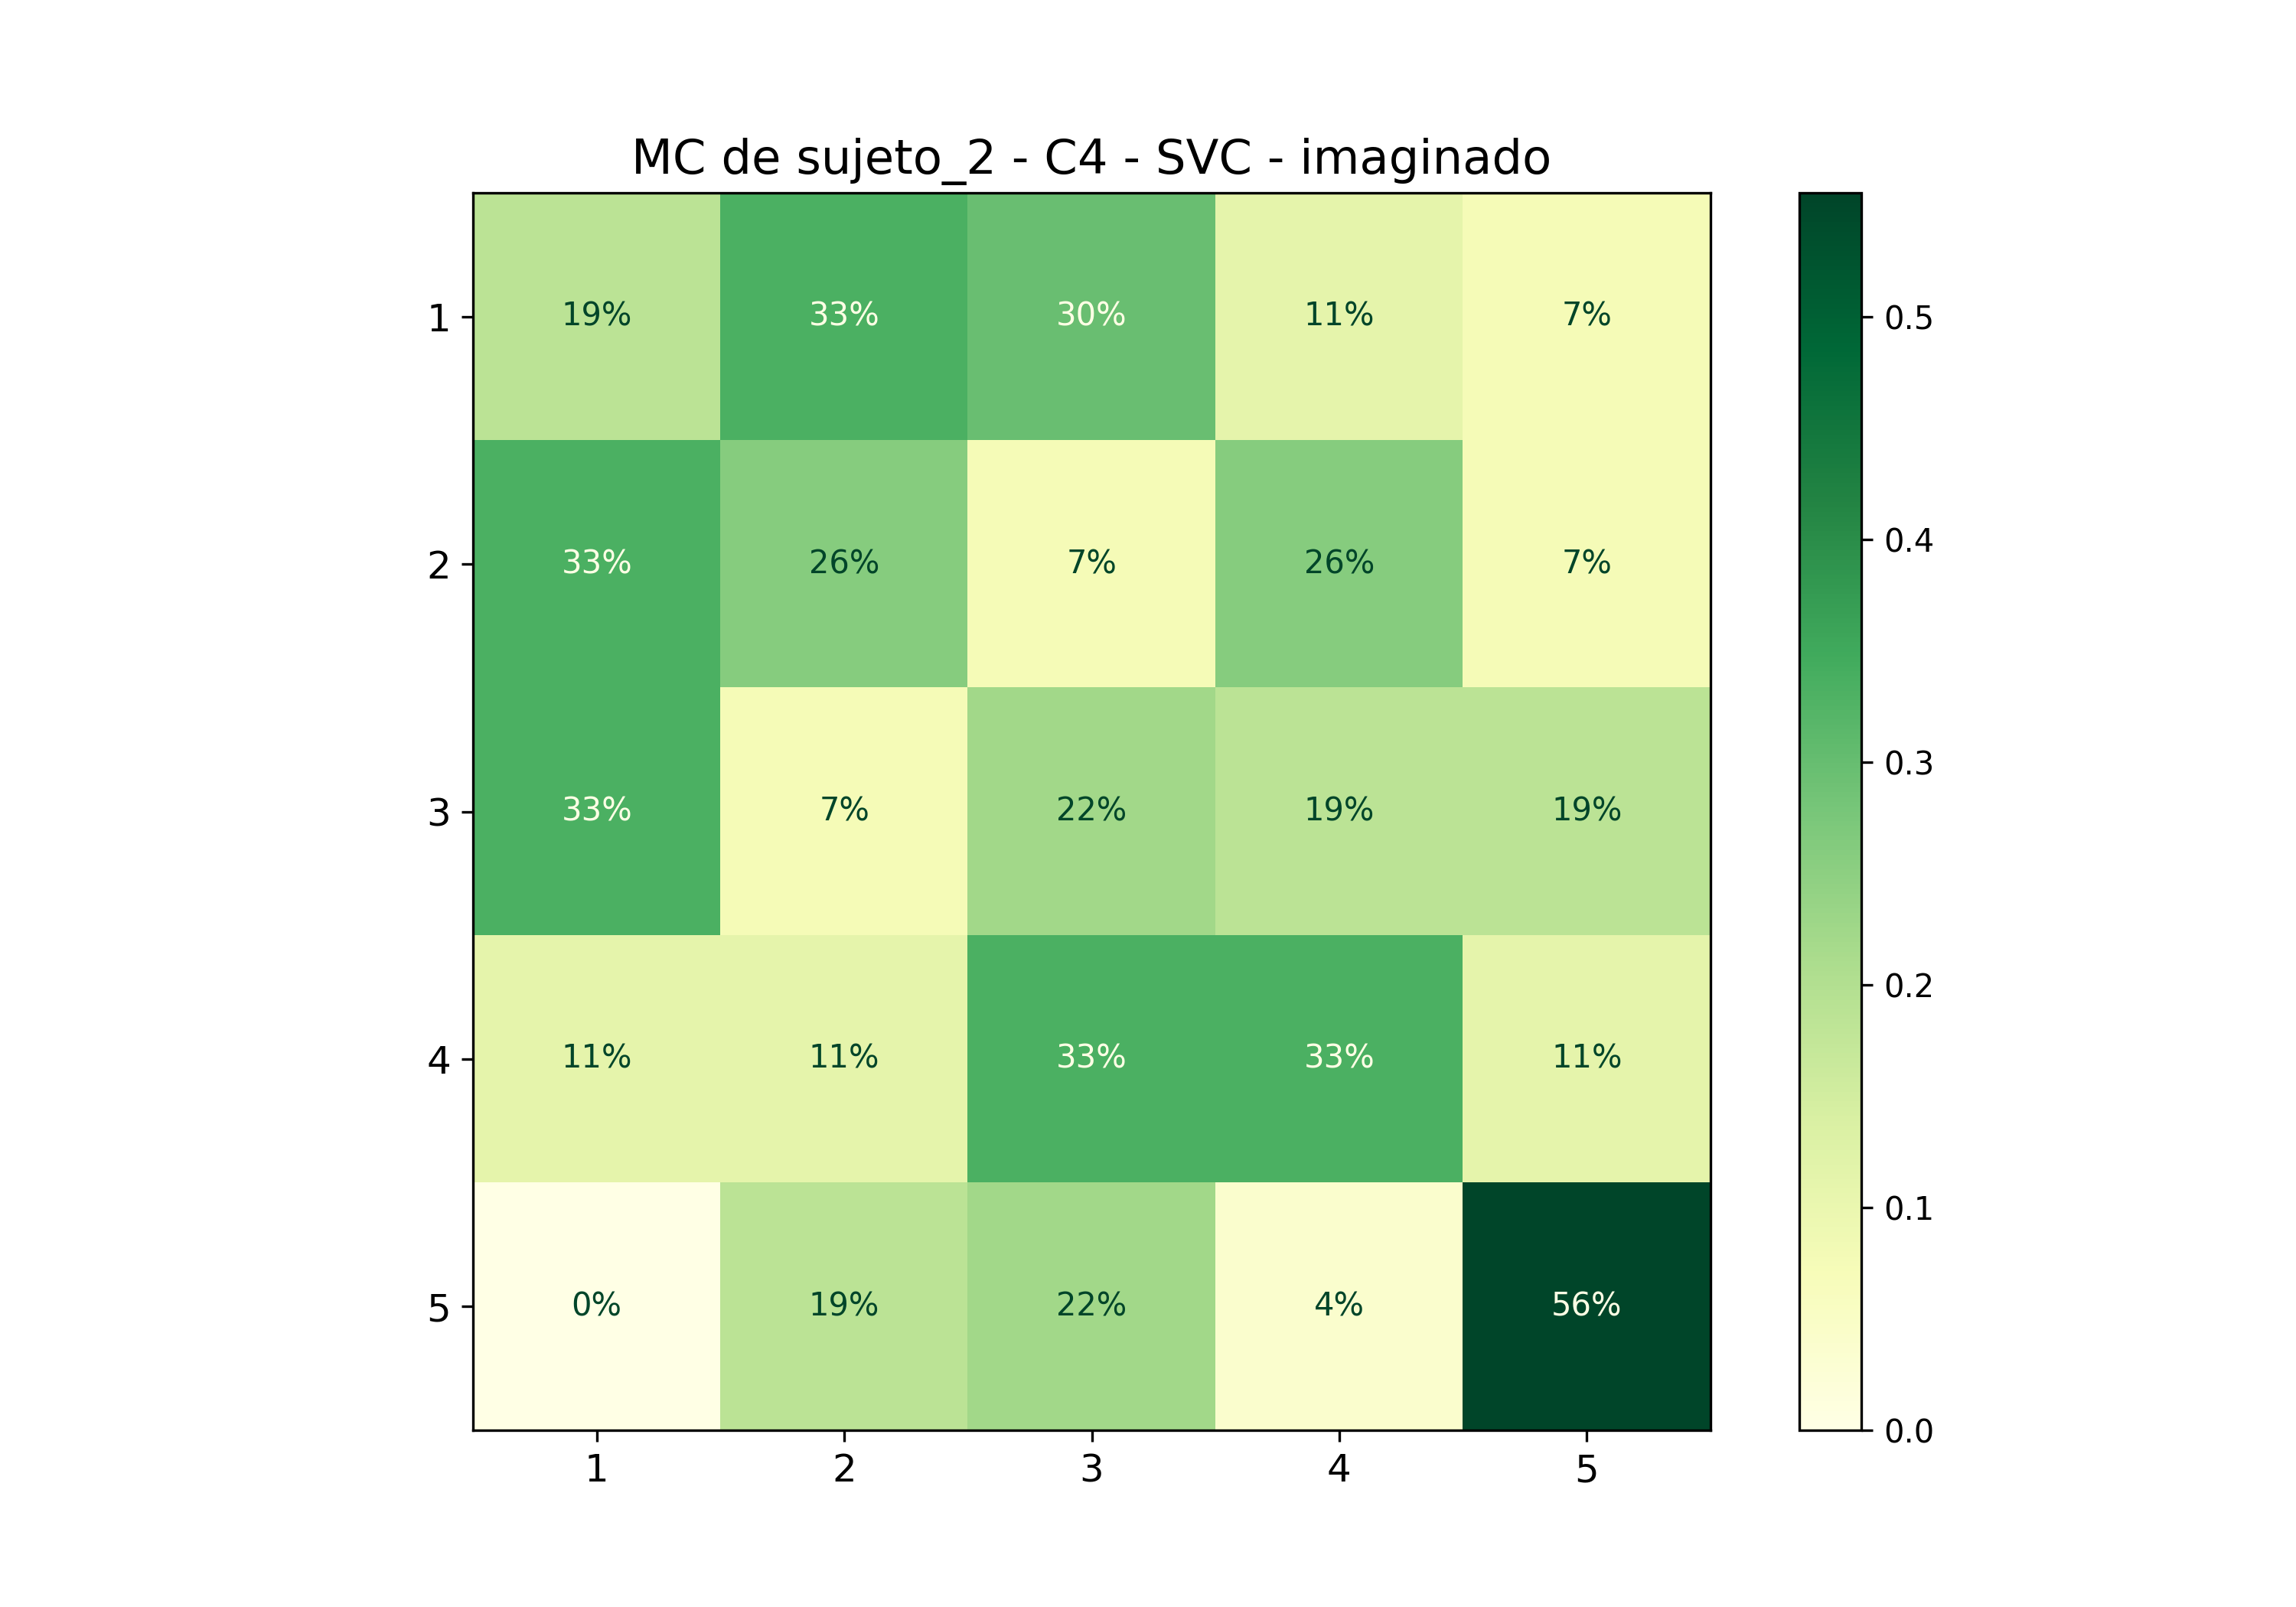 MC de sujeto_2 - C4 - SVC - imaginado
1 19% 33% 30% 11% 7%
2 33% 26% 7% 26% 7%
3 33% 7% 22% 19% 19%
4 11% 11% 33% 33% 11%
5 0% 19% 22% 4% 56%
1 2 3 4 5
0.5
0.4
0.3
0.2
0.1
0.0